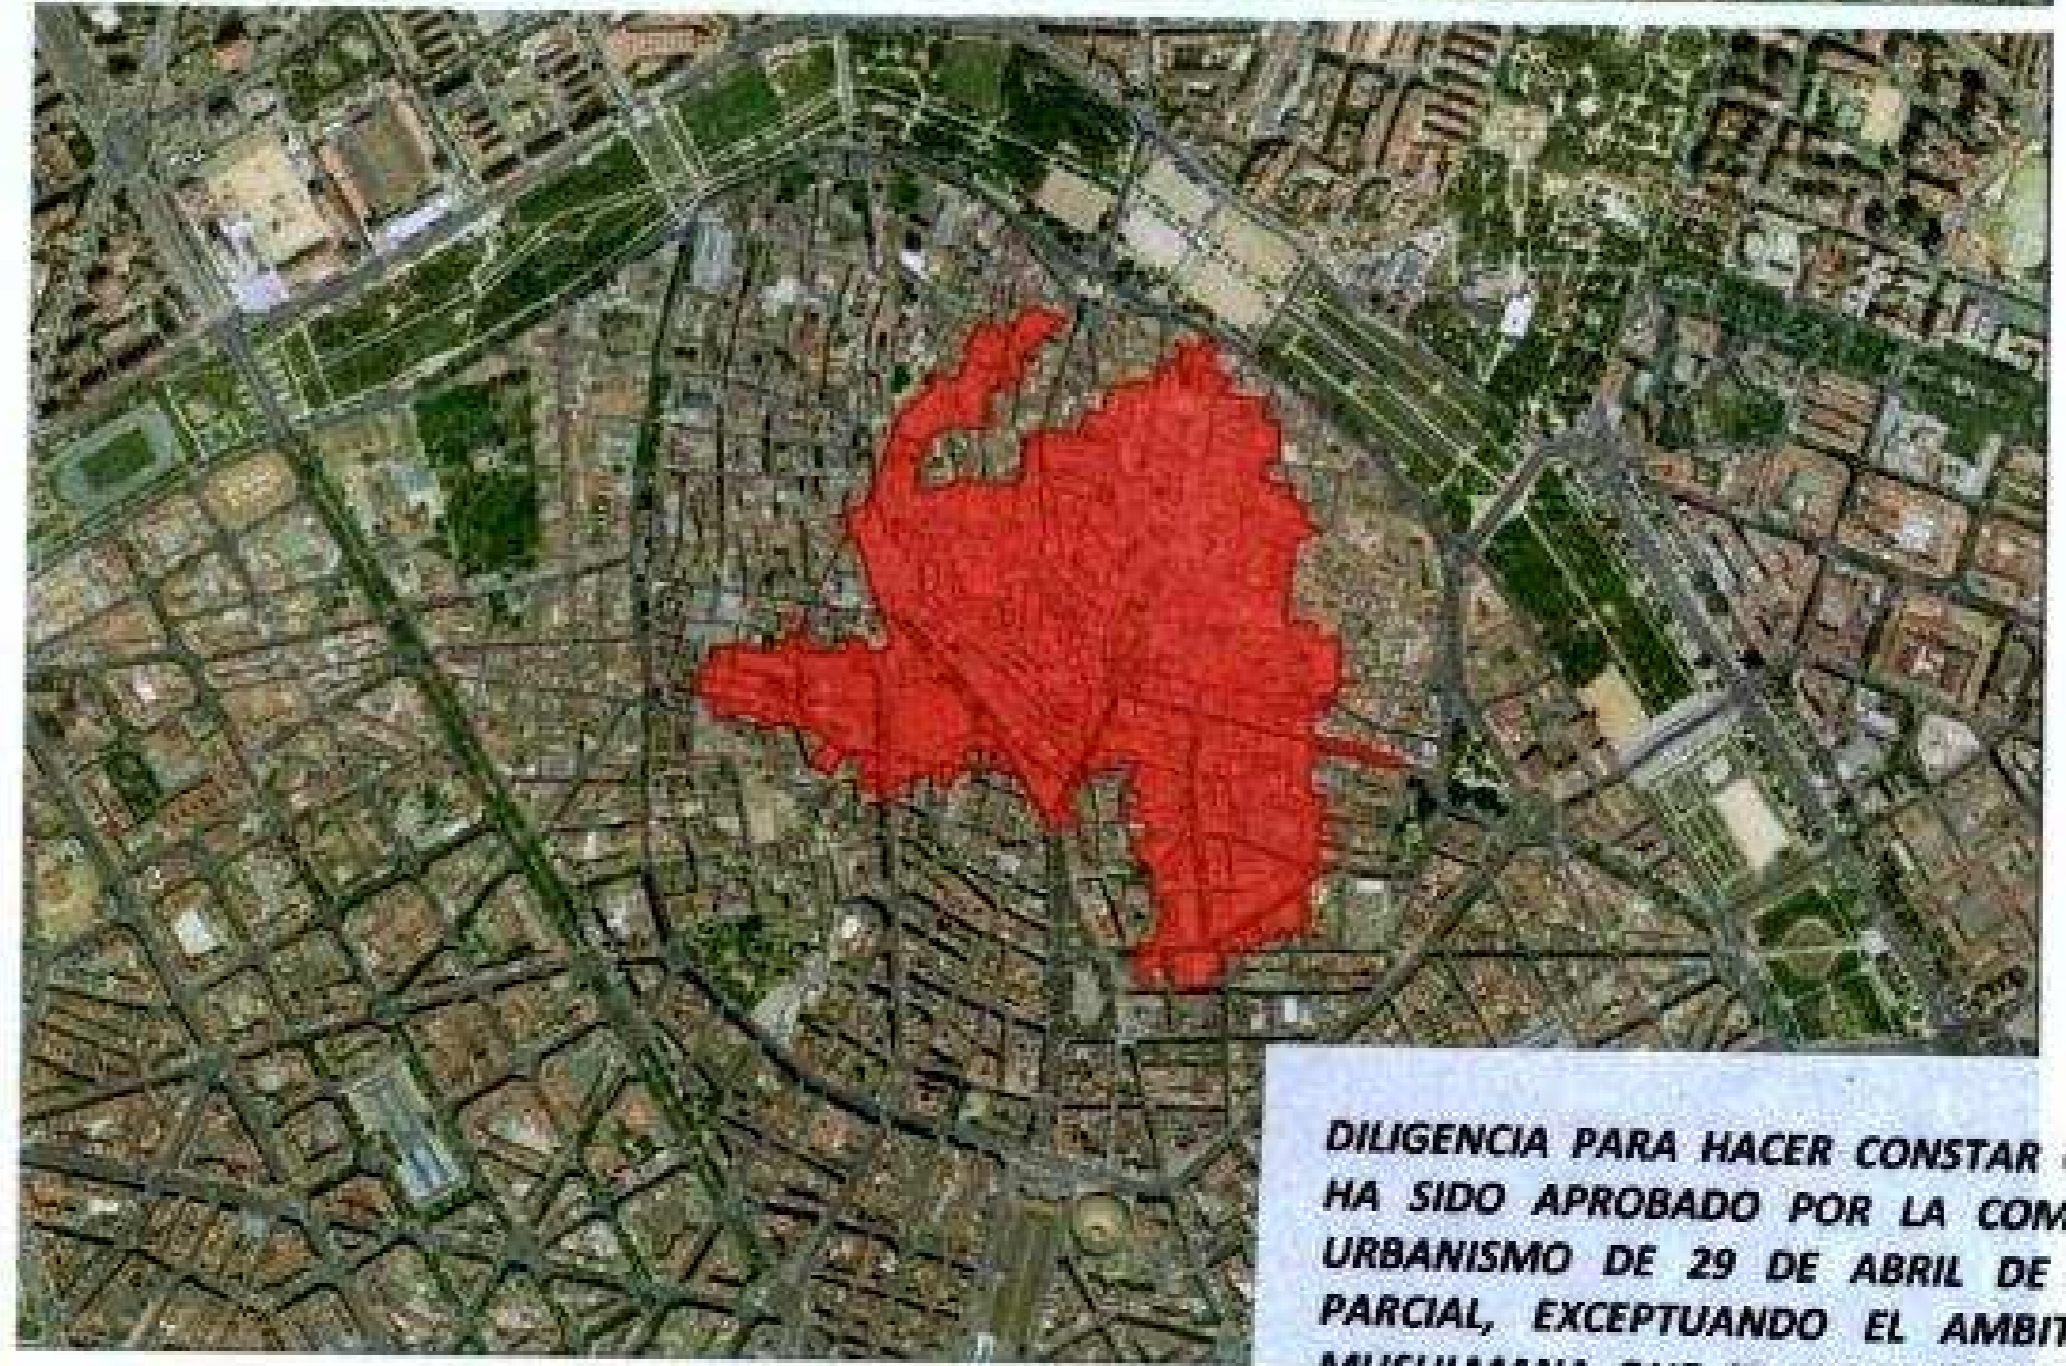 DILIGENCIA PARA HACER CONSTAR
HA SIDO APROBADO POR LA COM
URBANISMO DE 29 DE ABRIL DE
PARCIAL, EXCEPTUANDO EL AMBIT
MUSULMANA